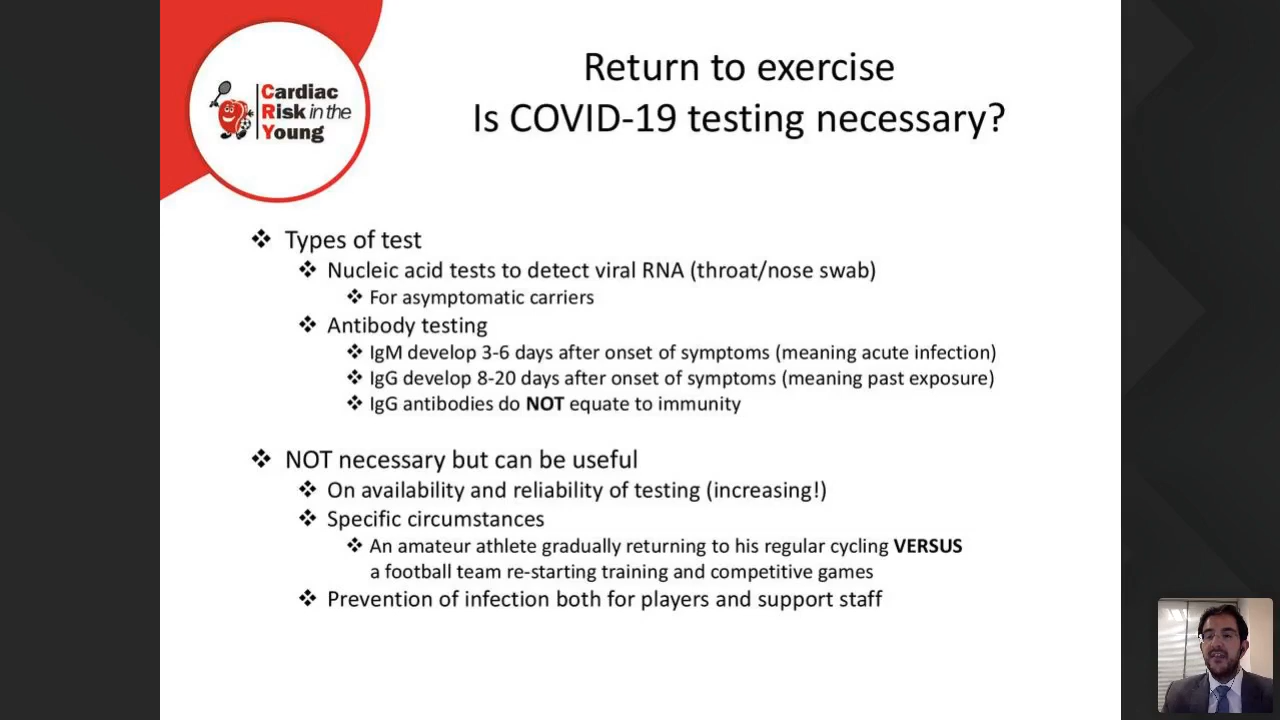 Cardiac
Risk in the
Young
Return to exercise
Is COVID-19 testing necessary?
❖ Types of test
❖ Nucleic acid tests to detect viral RNA (throat/nose swab)
❖ For asymptomatic carriers
❖ Antibody testing
❖ IgM develop 3-6 days after onset of symptoms (meaning acute infection)
❖ IgG develop 8-20 days after onset of symptoms (meaning past exposure)
❖ IgG antibodies do NOT equate to immunity
❖ NOT necessary but can be useful
❖ On availability and reliability of testing (increasing!)
❖ Specific circumstances
❖ An amateur athlete gradually returning to his regular cycling VERSUS
a football team re-starting training and competitive games
❖ Prevention of infection both for players and support staff